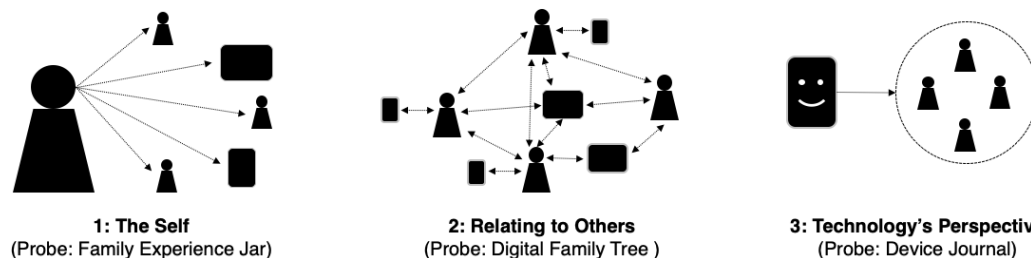 1: The Self
(Probe: Family Experience Jar)
2: Relating to Others
(Probe: Digital Family Tree )
3: Technology's Perspectiv
(Probe: Device Journal)